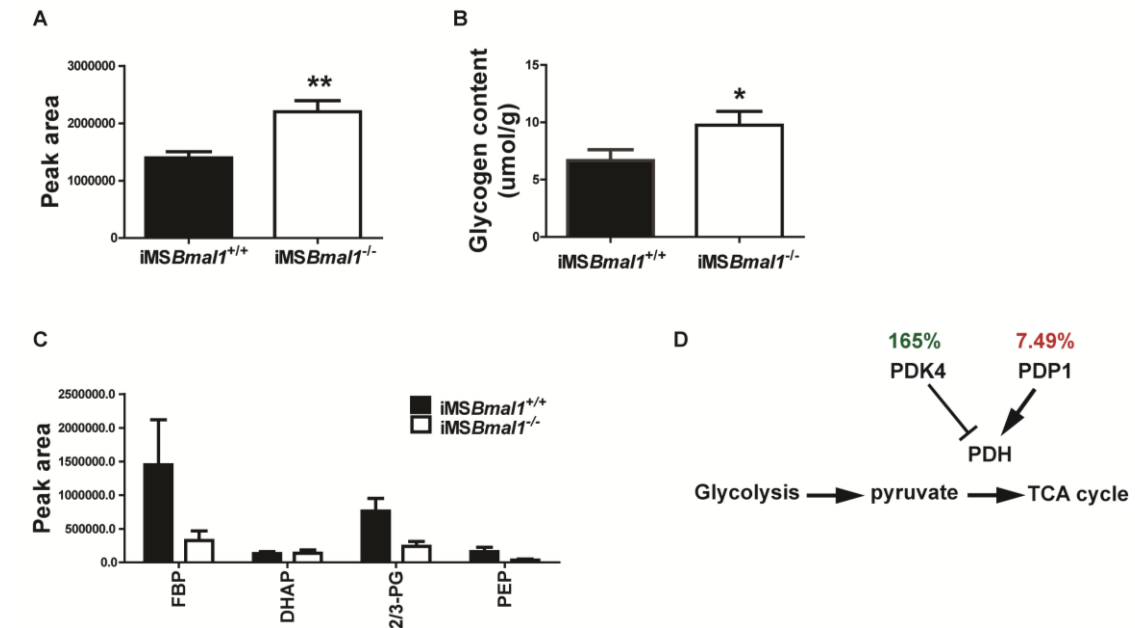 A
Peak area
3000000
2000000
1000000
0
**
iMSBmal1+/+
iMSBmal1-/-
B
Glycogen content
(umol/g)
15
10
5
0
*
iMSBmal1+/+
iMSBmal1-/-
C
Peak area
2500000.0
2000000.0
1500000.0
1000000.0
500000.0
0.0
iMSBmal1+/+
iMSBmal1-/-
FBP
DHAP
2/3-PG
PEP
D
165%
7.49%
PDK4
PDP1
PDH
Glycolysis
pyruvate
TCA cycle